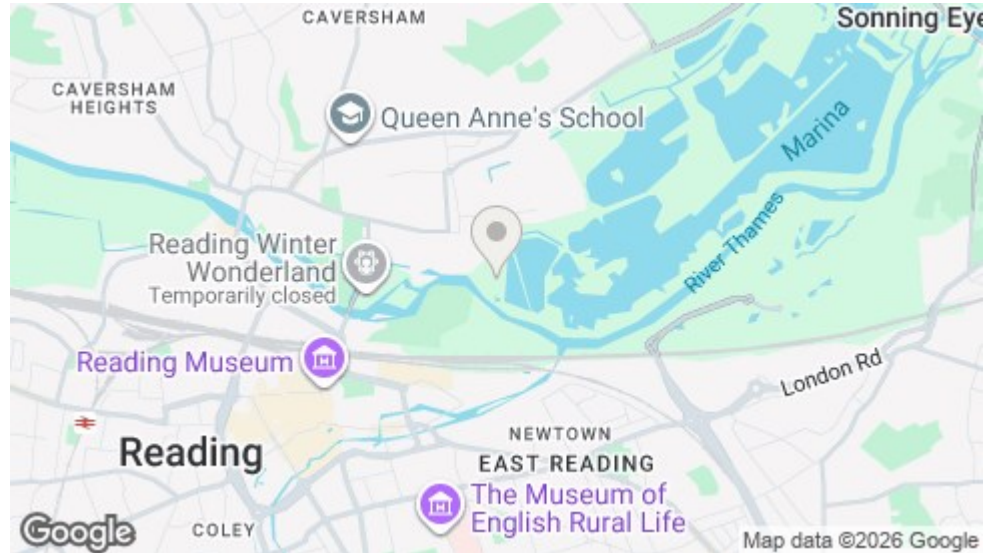 CAVERSHAM
Sonning Eye
CAVERSHAM
HEIGHTS
Queen Anne's School
Marina
Reading Winter
Wonderland
Temporarily closed
River Thames
Reading Museum
London Rd
Reading
NEWTOWN
EAST READING
The Museum of
English Rural Life
COLEY
Google
Map data ©2026 Google